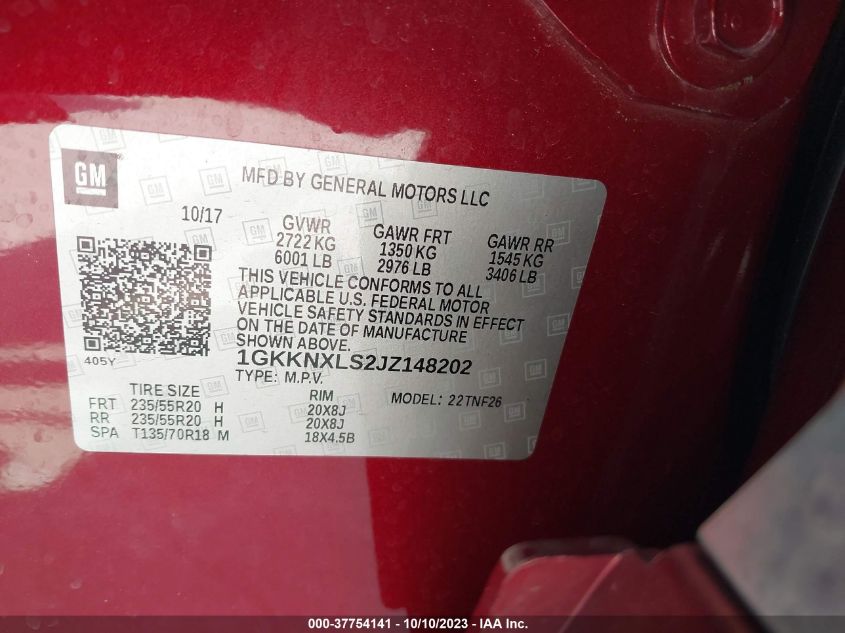 GM
MFD BY GENERAL MOTORS LLC
10/17
GVWR
2722 KG
6001 LB
GAWR FRT
1350 KG
2976 LB
GAWR RR
1545 KG
3406 LB
THIS VEHICLE CONFORMS TO ALL
APPLICABLE U.S. FEDERAL MOTOR
VEHICLE SAFETY STANDARDS IN EFFECT
ON THE DATE OF MANUFACTURE
SHOWN ABOVE.
405Y
1GKKNXLS2JZ148202
TYPE: M.P.V.
MODEL: 22TNF26
TIRE SIZE RIM
FRT 235/55R20 H 20X8J
RR 235/55R20 H 20X8J
SPA T135/70R18 M 18X4.5B
000-37754141 - 10/10/2023 - IAA Inc.